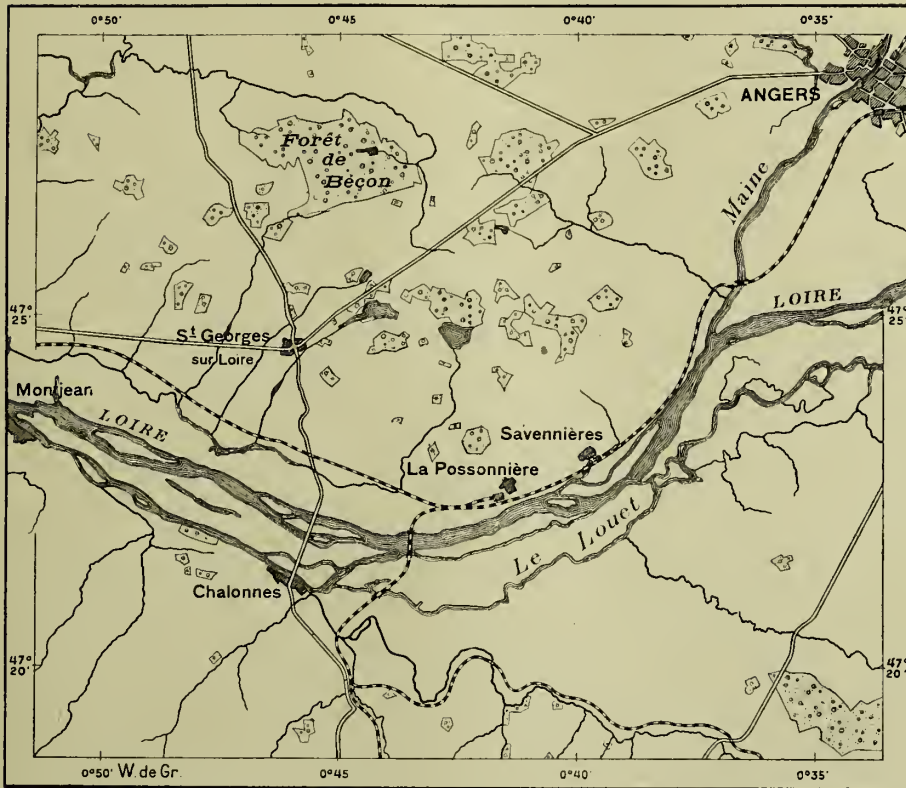 0°50' 0°45' 0°40' 0°35'
ANGERS
Forêt
de
Bécon
Maine
47°
25'
LOIRE
47°
25'
St Georges
sur Loire
Montjean
LOIRE
Savennières
La Possonnière
Le Louet
Chalonnes
47°
20'
47°
20'
0°50' W. de Gr. 0°45' 0°40' 0°35'